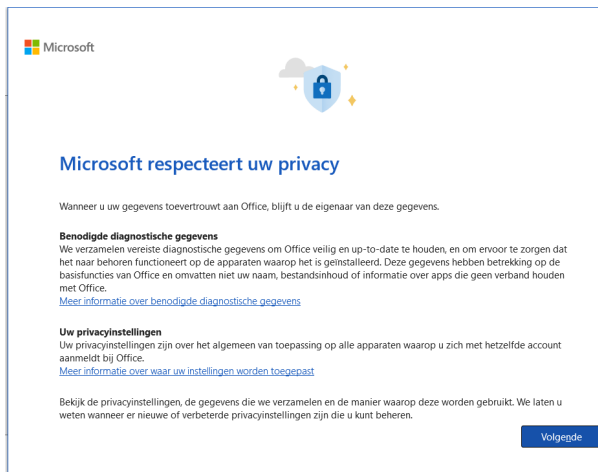 Microsoft
Microsoft respecteert uw privacy
Wanneer u uw gegevens toevertrouwt aan Office, blijft u de eigenaar van deze gegevens.
Benodigde diagnostische gegevens
We verzamelen vereiste diagnostische gegevens om Office veilig en up-to-date te houden, en om ervoor te zorgen dat
het naar behoren functioneert op de apparaten waarop het is geïnstalleerd. Deze gegevens hebben betrekking op de
basisfuncties van Office en omvatten niet uw naam, bestandsinhoud of informatie over apps die geen verband houden
met Office.
Meer informatie over benodigde diagnostische gegevens
Uw privacyinstellingen
Uw privacyinstellingen zijn over het algemeen van toepassing op alle apparaten waarop u zich met hetzelfde account
aanmeldt bij Office.
Meer informatie over waar uw instellingen worden toegepast
Bekijk de privacyinstellingen, de gegevens die we verzamelen en de manier waarop deze worden gebruikt. We laten u
weten wanneer er nieuwe of verbeterde privacyinstellingen zijn die u kunt beheren.
Volgende